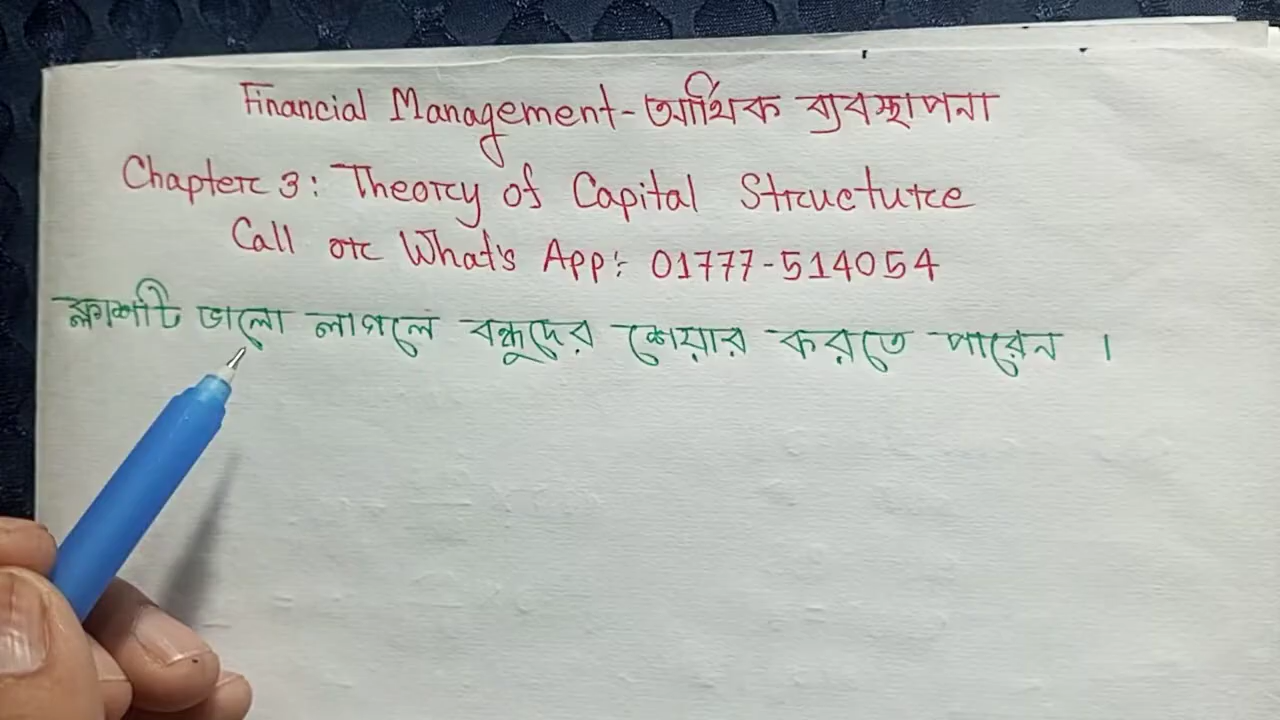 Financial Management-আর্থিক ব্যবস্থাপনা
Chapter 3: Theory of Capital Structure
Call or What's App: 01777-514054
ক্লাশটি ভালো লাগলে বন্ধুদের শেয়ার করতে পারেন ।